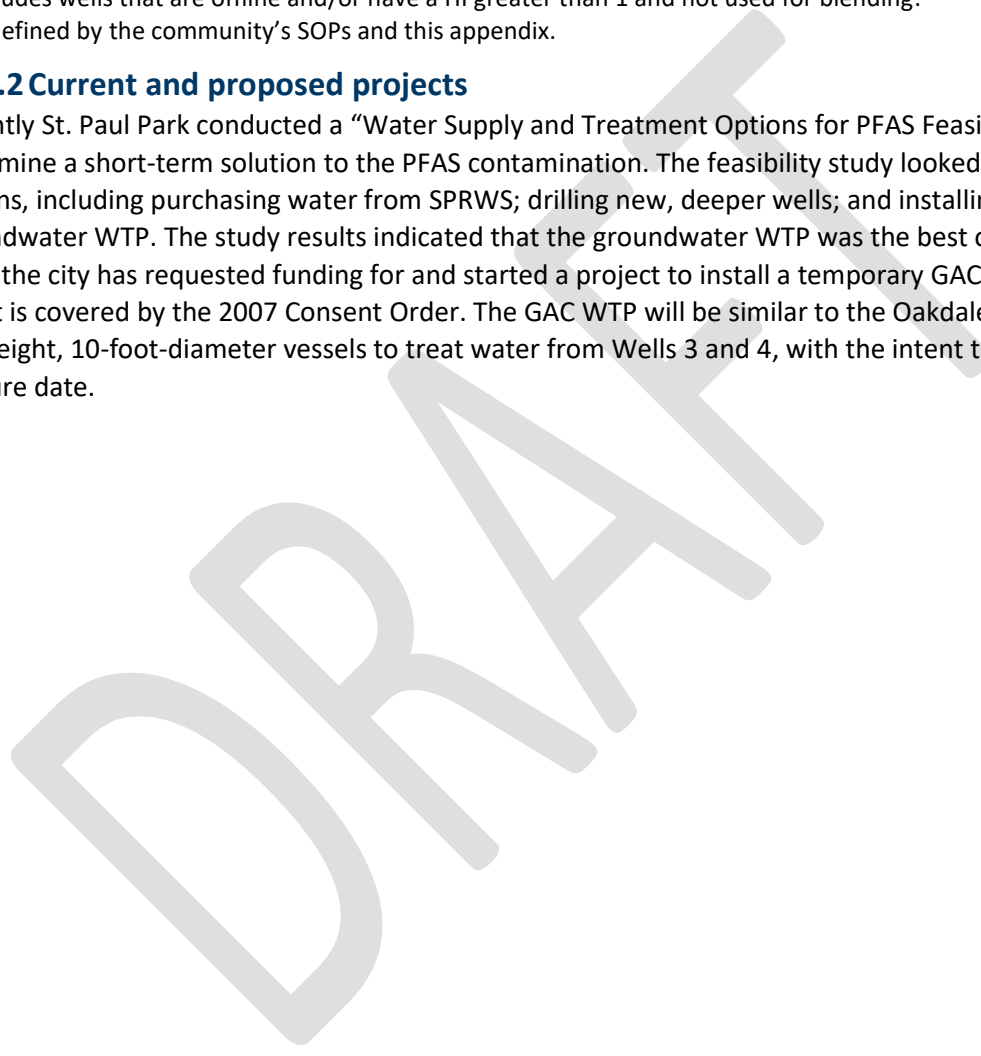 udes wells that are offline and/or have a HI greater than 1 and not used for blending.
efined by the community's SOPs and this appendix.
.2 Current and proposed projects
ntly St. Paul Park conducted a “Water Supply and Treatment Options for PFAS Feasi
mine a short-term solution to the PFAS contamination. The feasibility study looked
ns, including purchasing water from SPRWS; drilling new, deeper wells; and installin
ndwater WTP. The study results indicated that the groundwater WTP was the best o
the city has requested funding for and started a project to install a temporary GAC
t is covered by the 2007 Consent Order. The GAC WTP will be similar to the Oakdale
eight, 10-foot-diameter vessels to treat water from Wells 3 and 4, with the intent t
ure date.
DRAFT